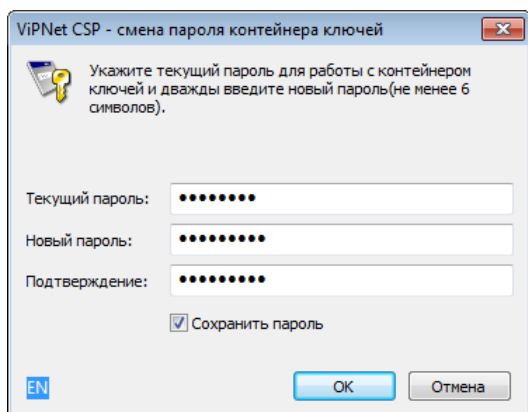 ViPNet CSP - смена пароля контейнера ключей
Укажите текущий пароль для работы с контейнером
ключей и дважды введите новый пароль(не менее 6
символов).
Текущий пароль: ••••••••
Новый пароль: •••••••••
Подтверждение: •••••••••
Сохранить пароль
EN
OK
Отмена